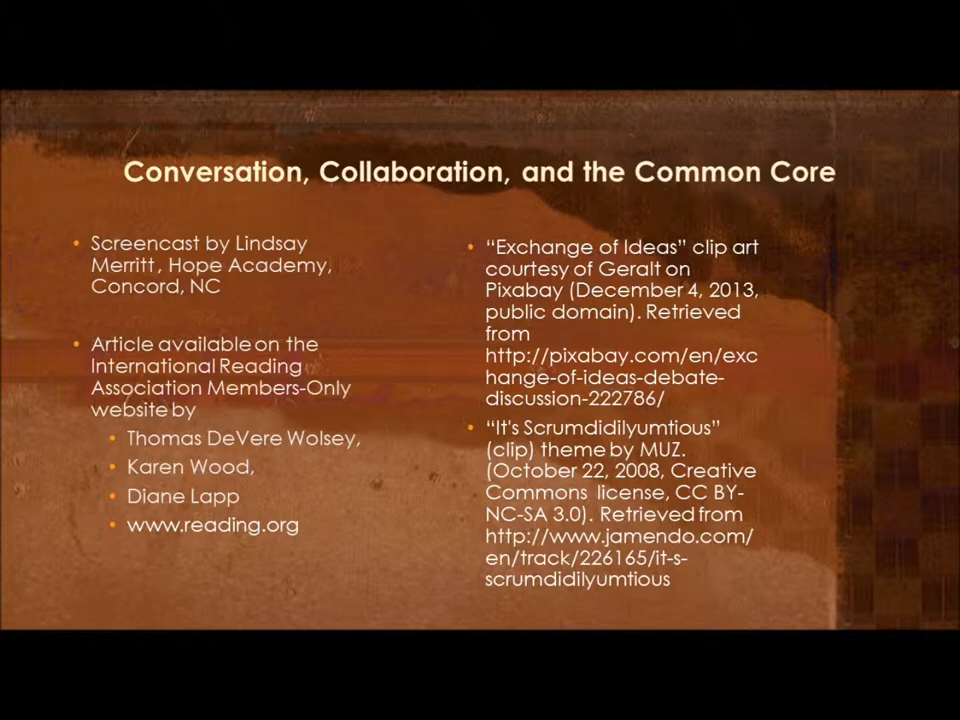 Conversation, Collaboration, and the Common Core
• Screencast by Lindsay
Merritt, Hope Academy,
Concord, NC
• Article available on the
International Reading
Association Members-Only
website by
• Thomas DeVere Wolsey,
• Karen Wood,
• Diane Lapp
• www.reading.org
• “Exchange of Ideas” clip art
courtesy of Geralt on
Pixabay (December 4, 2013,
public domain). Retrieved
from
http://pixabay.com/en/exc
hange-of-ideas-debate-
discussion-222786/
• “It's Scrumdidilyumtious”
(clip) theme by MUZ.
(October 22, 2008, Creative
Commons license, CC BY-
NC-SA 3.0). Retrieved from
http://www.jamendo.com/
en/track/226165/it-s-
scrumdidilyumtious